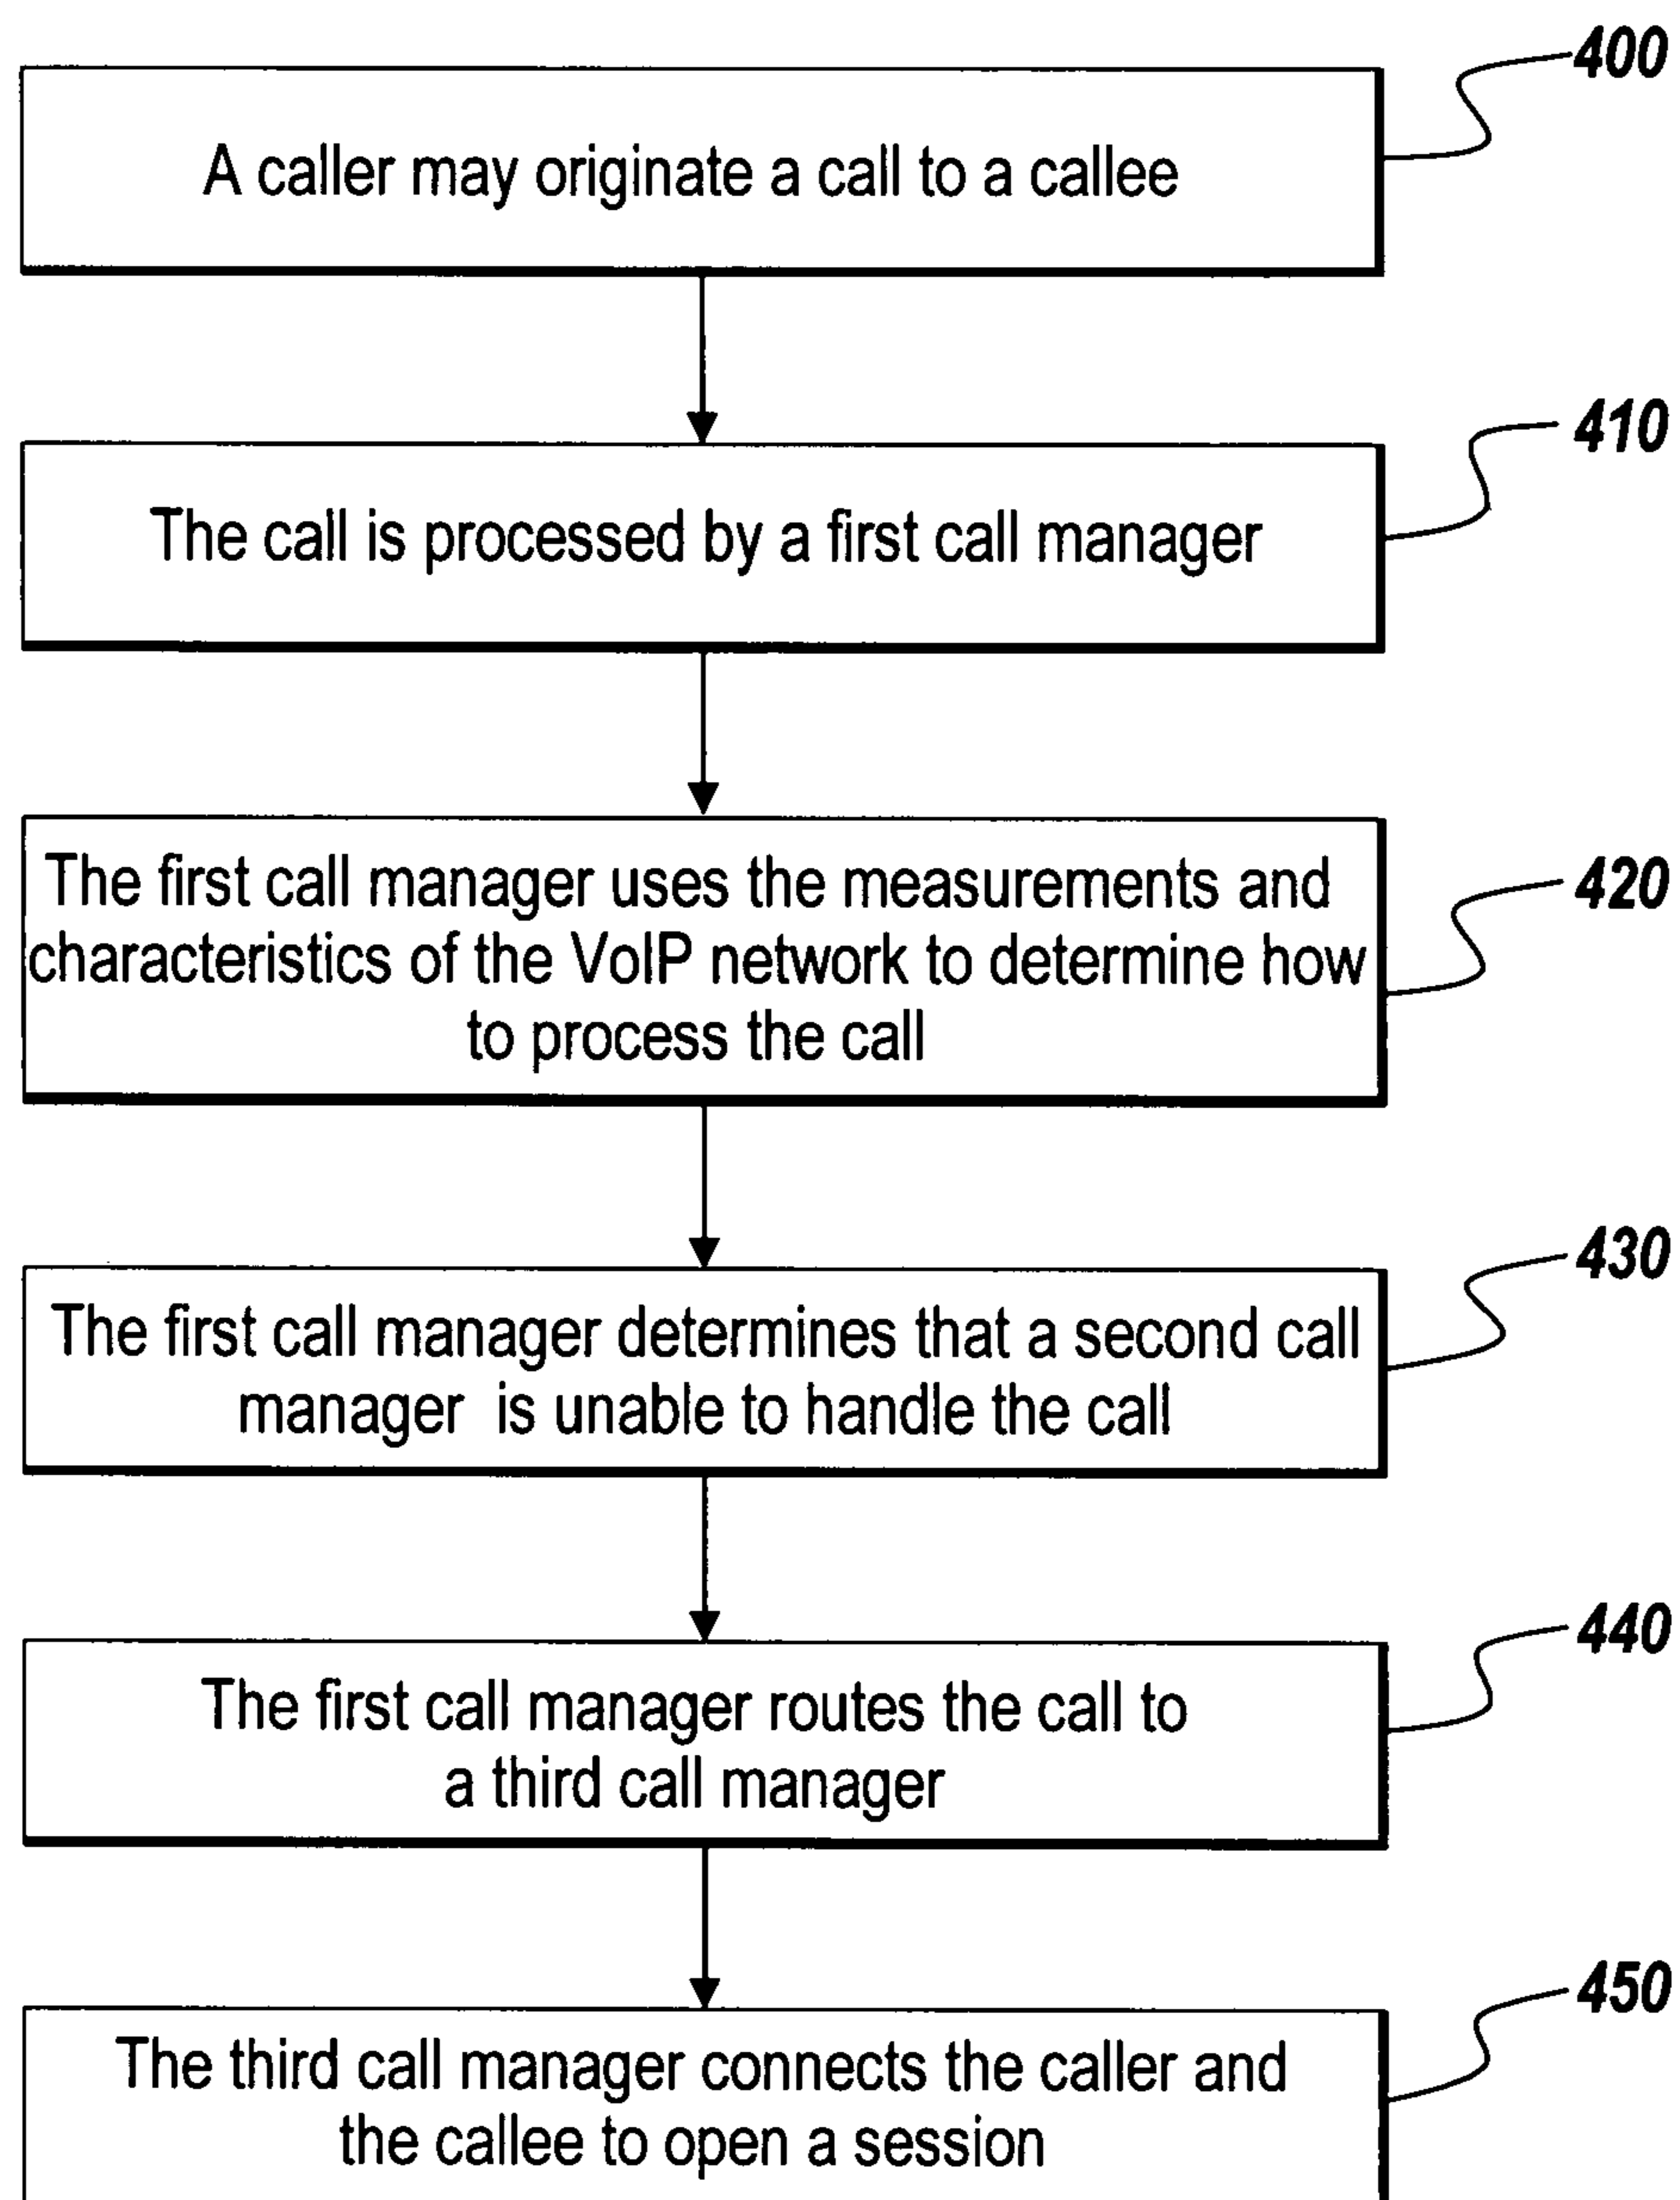 400
A caller may originate a call to a callee
410
The call is processed by a first call manager
420
The first call manager uses the measurements and
characteristics of the VoIP network to determine how
to process the call
430
The first call manager determines that a second call
manager is unable to handle the call
440
The first call manager routes the call to
a third call manager
450
The third call manager connects the caller and
the callee to open a session